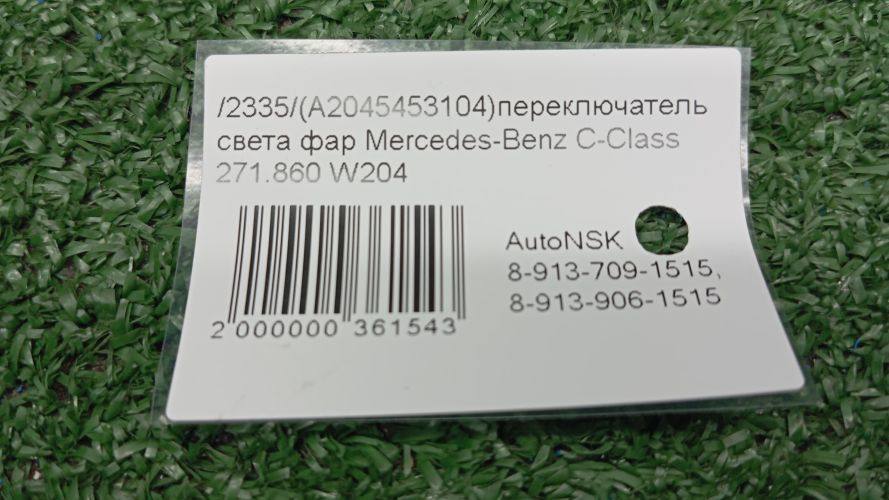 /2335/(A2045453104)переключатель
света фар Mercedes-Benz C-Class
271.860 W204
AutoNSK
8-913-709-1515,
8-913-906-1515
2 000000 361543